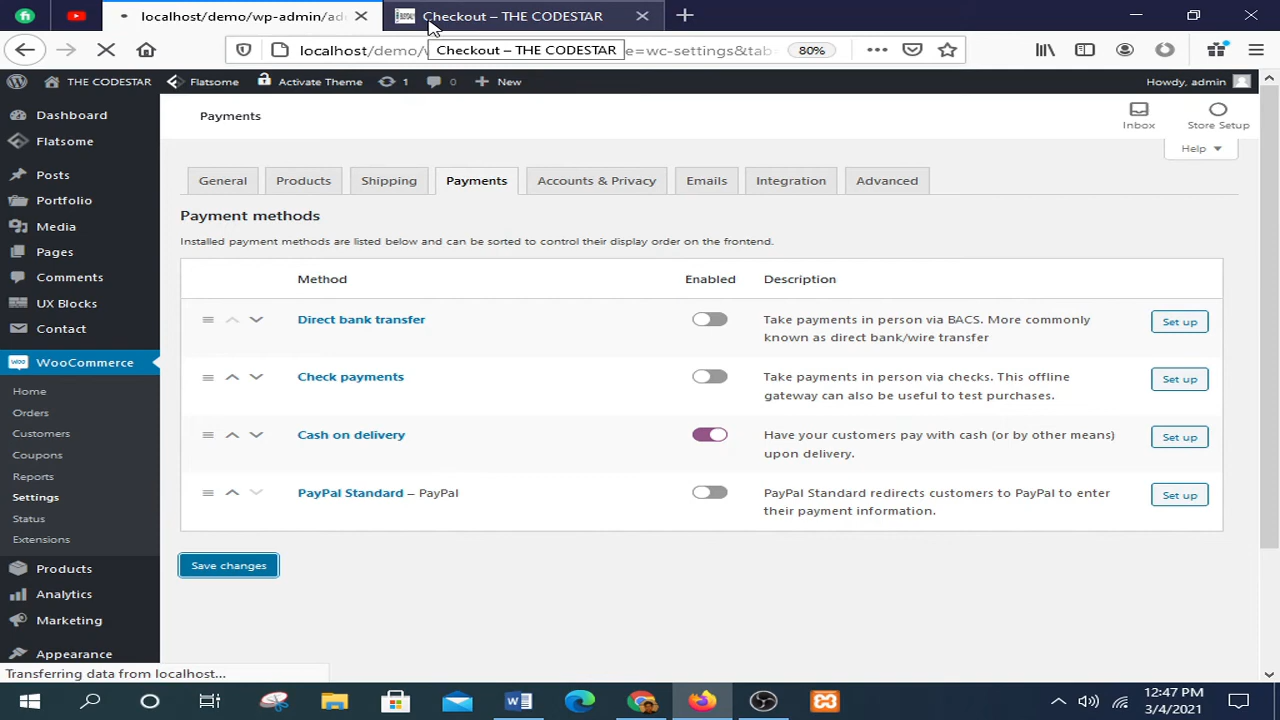 localhost/demo/wp-admin/ad
Checkout – THE CODESTAR
localhost/demo/
=wc-settings&tab
80%
Checkout – THE CODESTAR
THE CODESTAR
Flatsome
Activate Theme
1
0
New
Howdy, admin
Payments
Inbox
Store Setup
Help
Dashboard
Flatsome
Posts
Portfolio
Media
Pages
Comments
UX Blocks
Contact
WooCommerce
Home
Orders
Customers
Coupons
Reports
Settings
Status
Extensions
Products
Analytics
Marketing
Appearance
General
Products
Shipping
Payments
Accounts & Privacy
Emails
Integration
Advanced
Payment methods
Installed payment methods are listed below and can be sorted to control their display order on the frontend.
Method
Enabled
Description
Direct bank transfer
Take payments in person via BACS. More commonly
known as direct bank/wire transfer
Set up
Check payments
Take payments in person via checks. This offline
gateway can also be useful to test purchases.
Set up
Cash on delivery
Have your customers pay with cash (or by other means)
upon delivery.
Set up
PayPal Standard – PayPal
PayPal Standard redirects customers to PayPal to enter
their payment information.
Set up
Save changes
Transferring data from localhost...
12:47 PM
3/4/2021